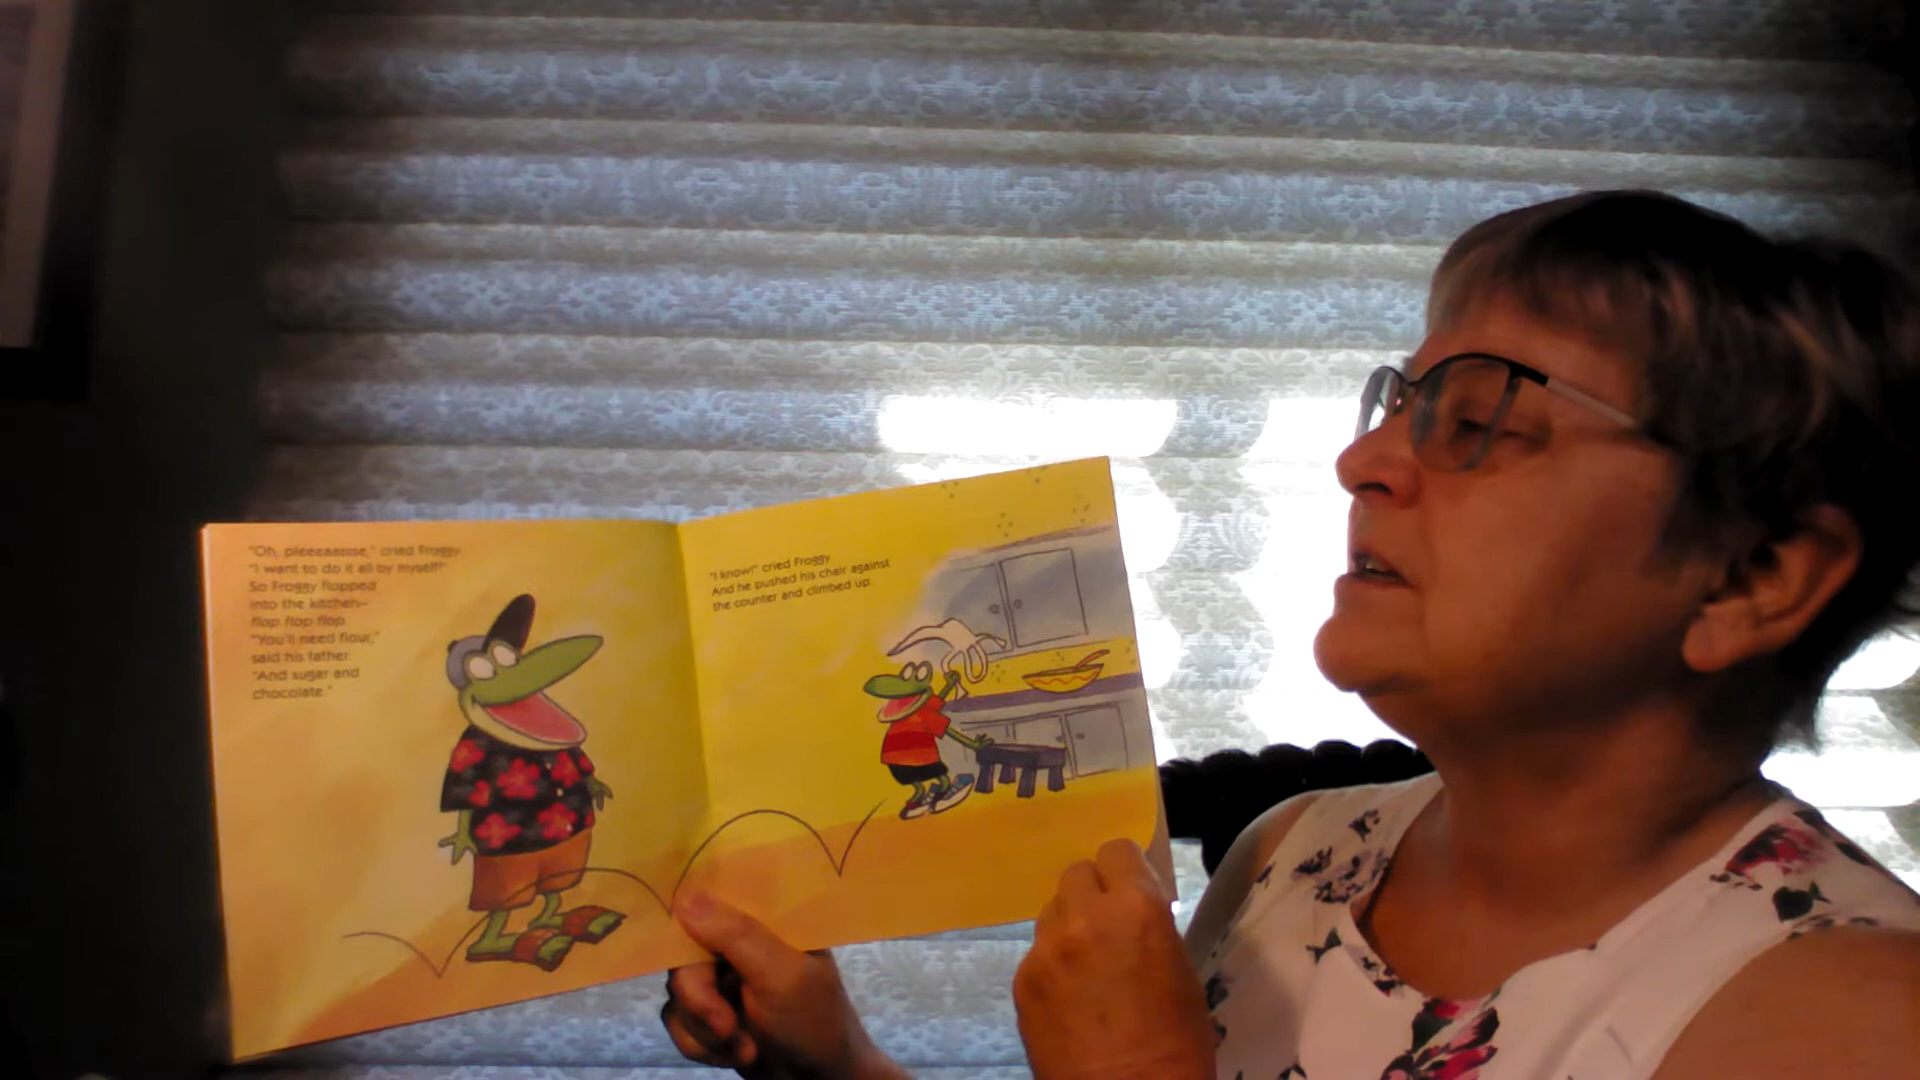 "Oh, pleeeaassse," cried Froggy.
"I want to do it all by myself!"
So Froggy flopped
into the kitchen—
flop flop flop.
"You'll need flour,"
said his father.
"And sugar and
chocolate."
"I know!" cried Froggy.
And he pushed his chair against
the counter and climbed up.